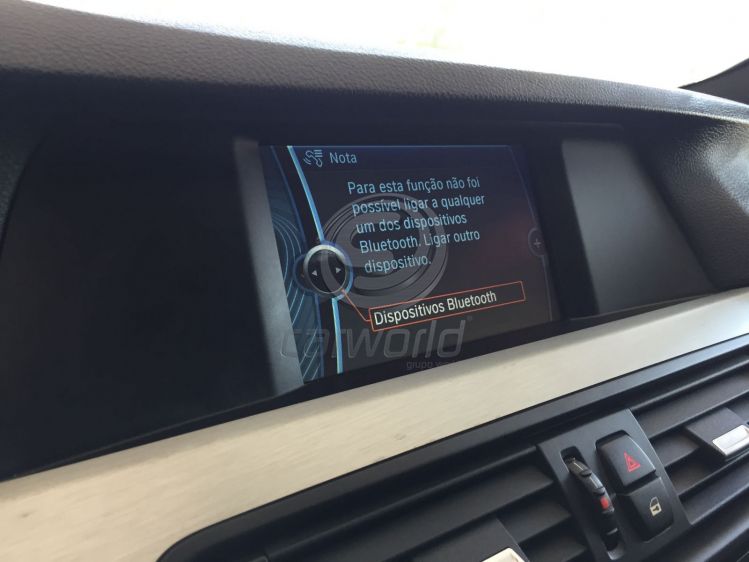 Nota
Para esta função não foi
possível ligar a qualquer
um dos dispositivos
Bluetooth. Ligar outro
dispositivo.
Dispositivos Bluetooth
carworld